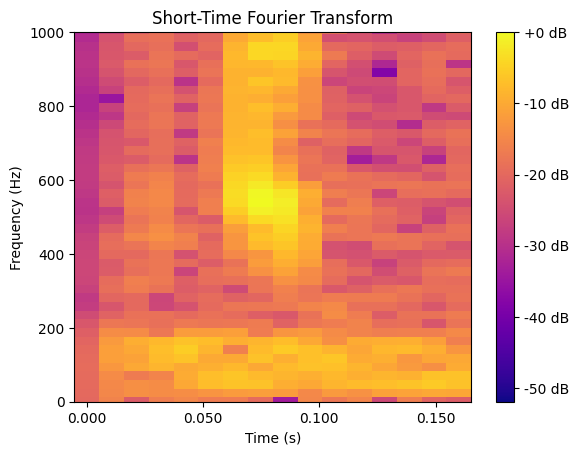 Short-Time Fourier Transform
1000
800
600
400
200
0
Frequency (Hz)
0.000
0.050
0.100
0.150
Time (s)
+0 dB
-10 dB
-20 dB
-30 dB
-40 dB
-50 dB